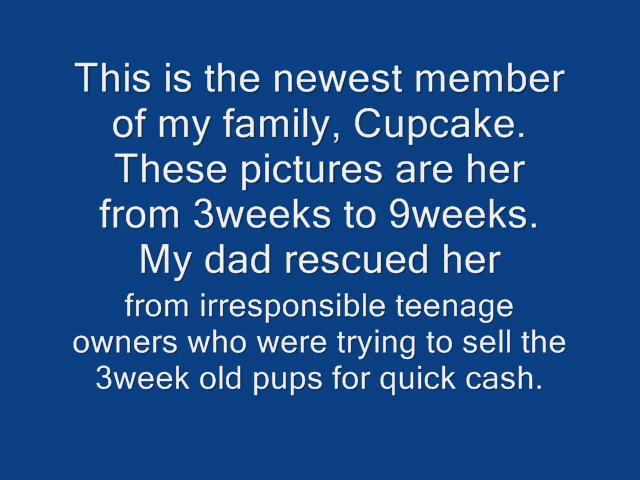 This is the newest member
of my family, Cupcake.
These pictures are her
from 3weeks to 9weeks.
My dad rescued her
from irresponsible teenage
owners who were trying to sell the
3week old pups for quick cash.